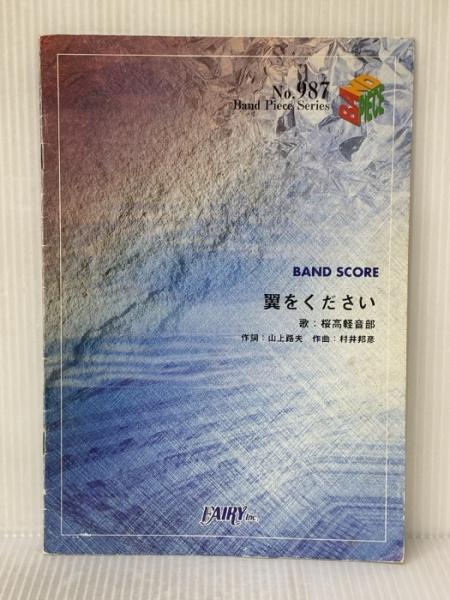 No.987
Band Piece Series
BAND
PIECE
BAND SCORE
翼をください
歌：桜高軽音部
作詞：山上路夫 作曲：村井邦彦
FAIRY Inc.